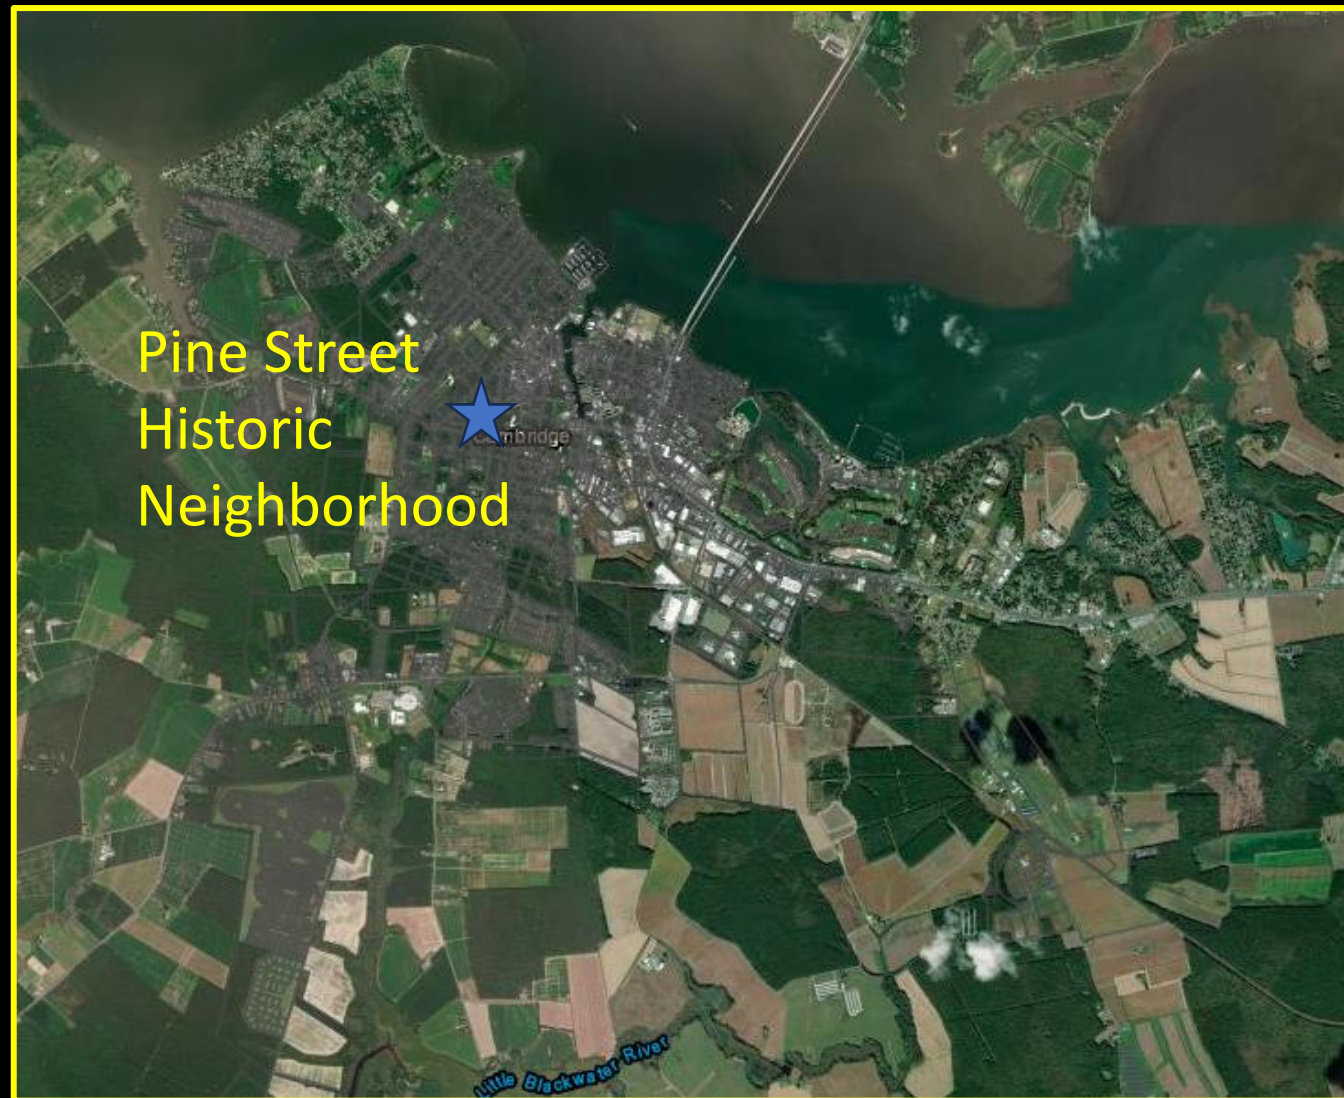 Pine Street
Historic
Cambridge
Neighborhood
Little Blackwater River